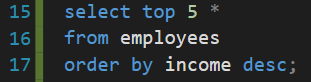 15 select top 5 *
16 from employees
17 order by income desc;